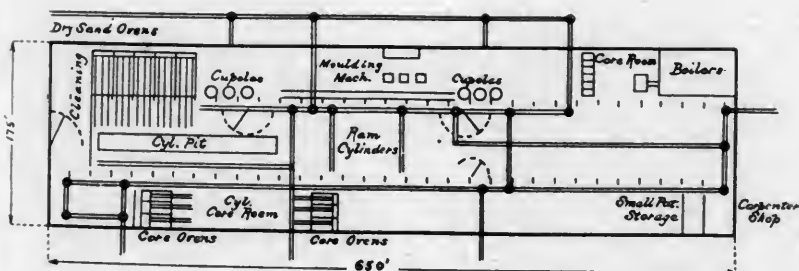 Dry Sand Ovens
Cleaning
Cupolas
Moulding
Mach.
Cupolas
Core Room
Boilers
175'
Cyl. Pit
Ram
Cylinders
Cyl.
Core Room
Small Pat.
Storage
Carpenter
Shop
Core Ovens
Core Ovens
650'